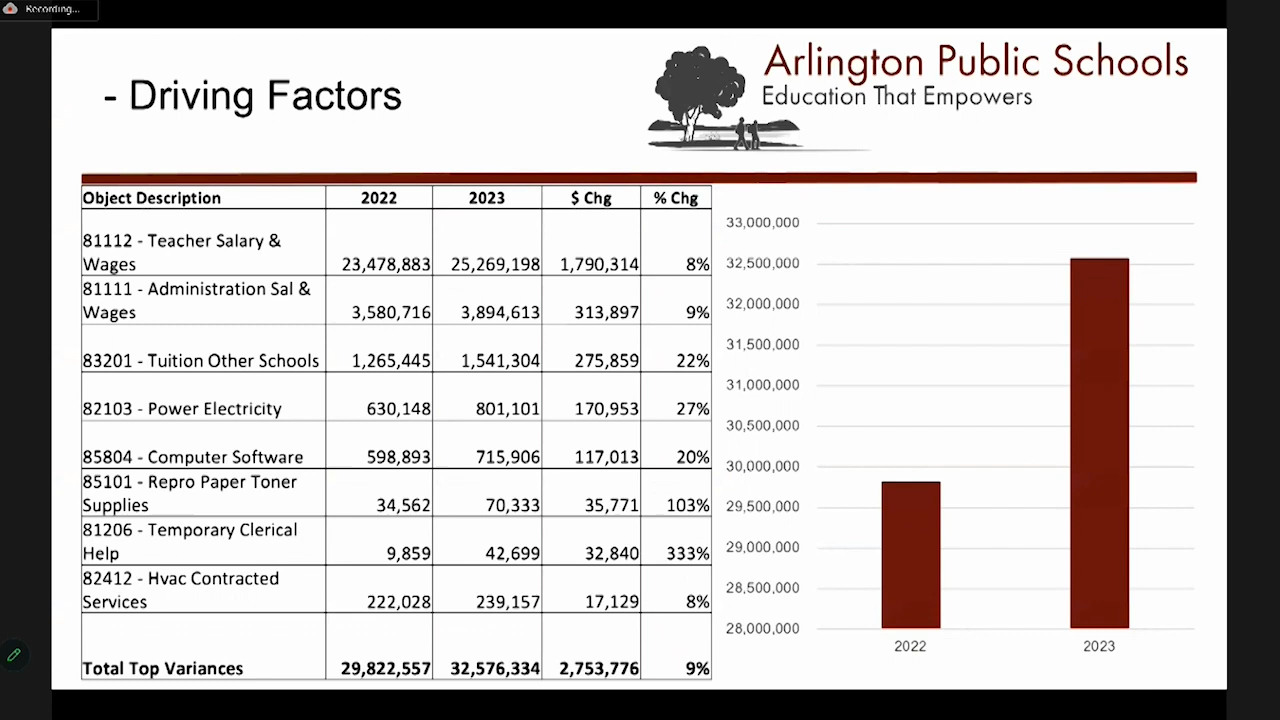 Recording...
- Driving Factors
Arlington Public Schools
Education That Empowers
Object Description 2022 2023 $ Chg % Chg
81112 - Teacher Salary &
Wages 23,478,883 25,269,198 1,790,314 8%
81111 - Administration Sal &
Wages 3,580,716 3,894,613 313,897 9%
83201 - Tuition Other Schools 1,265,445 1,541,304 275,859 22%
82103 - Power Electricity 630,148 801,101 170,953 27%
85804 - Computer Software 598,893 715,906 117,013 20%
85101 - Repro Paper Toner
Supplies 34,562 70,333 35,771 103%
81206 - Temporary Clerical
Help 9,859 42,699 32,840 333%
82412 - Hvac Contracted
Services 222,028 239,157 17,129 8%
Total Top Variances 29,822,557 32,576,334 2,753,776 9%
33,000,000
32,500,000
32,000,000
31,500,000
31,000,000
30,500,000
30,000,000
29,500,000
29,000,000
28,500,000
28,000,000
2022 2023